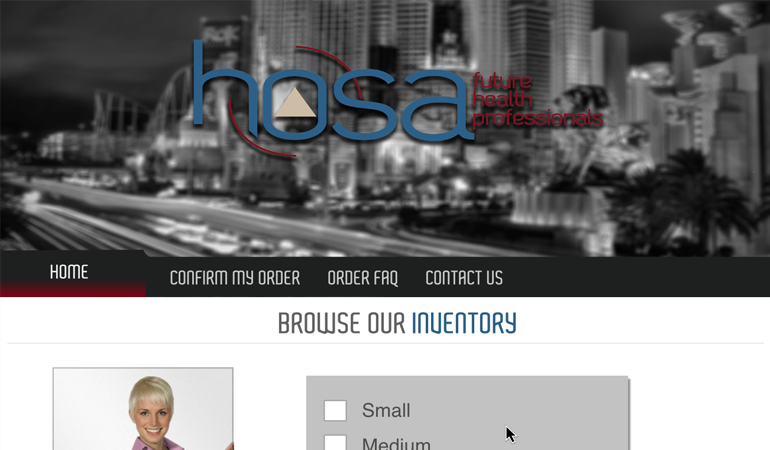 hosa
future
health
professionals
HOME
CONFIRM MY ORDER
ORDER FAQ
CONTACT US
BROWSE OUR INVENTORY
Small
Medium